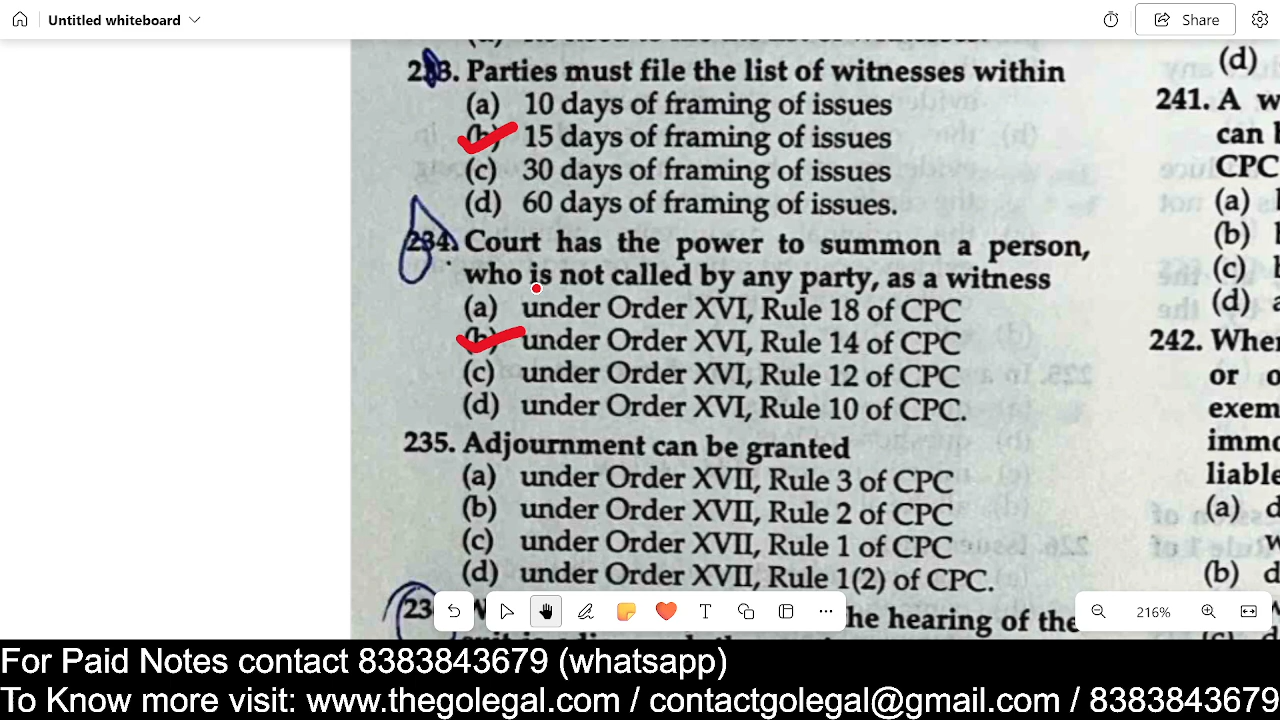 Untitled whiteboard
Share
233. Parties must file the list of witnesses within
(a) 10 days of framing of issues
(b) 15 days of framing of issues
(c) 30 days of framing of issues
(d) 60 days of framing of issues.
234. Court has the power to summon a person,
who is not called by any party, as a witness
(a) under Order XVI, Rule 18 of CPC
(b) under Order XVI, Rule 14 of CPC
(c) under Order XVI, Rule 12 of CPC
(d) under Order XVI, Rule 10 of CPC.
235. Adjournment can be granted
(a) under Order XVII, Rule 3 of CPC
(b) under Order XVII, Rule 2 of CPC
(c) under Order XVII, Rule 1 of CPC
(d) under Order XVII, Rule 1(2) of CPC.
he hearing of the
(d)
241. A w
can
CPC
(a)
(b)
(c)
(d) a
242. When
or o
exem
immo
liable
(a) d
w
(b) d
216%
For Paid Notes contact 8383843679 (whatsapp)
To Know more visit: www.thegolegal.com / contactgolegal@gmail.com / 8383843679